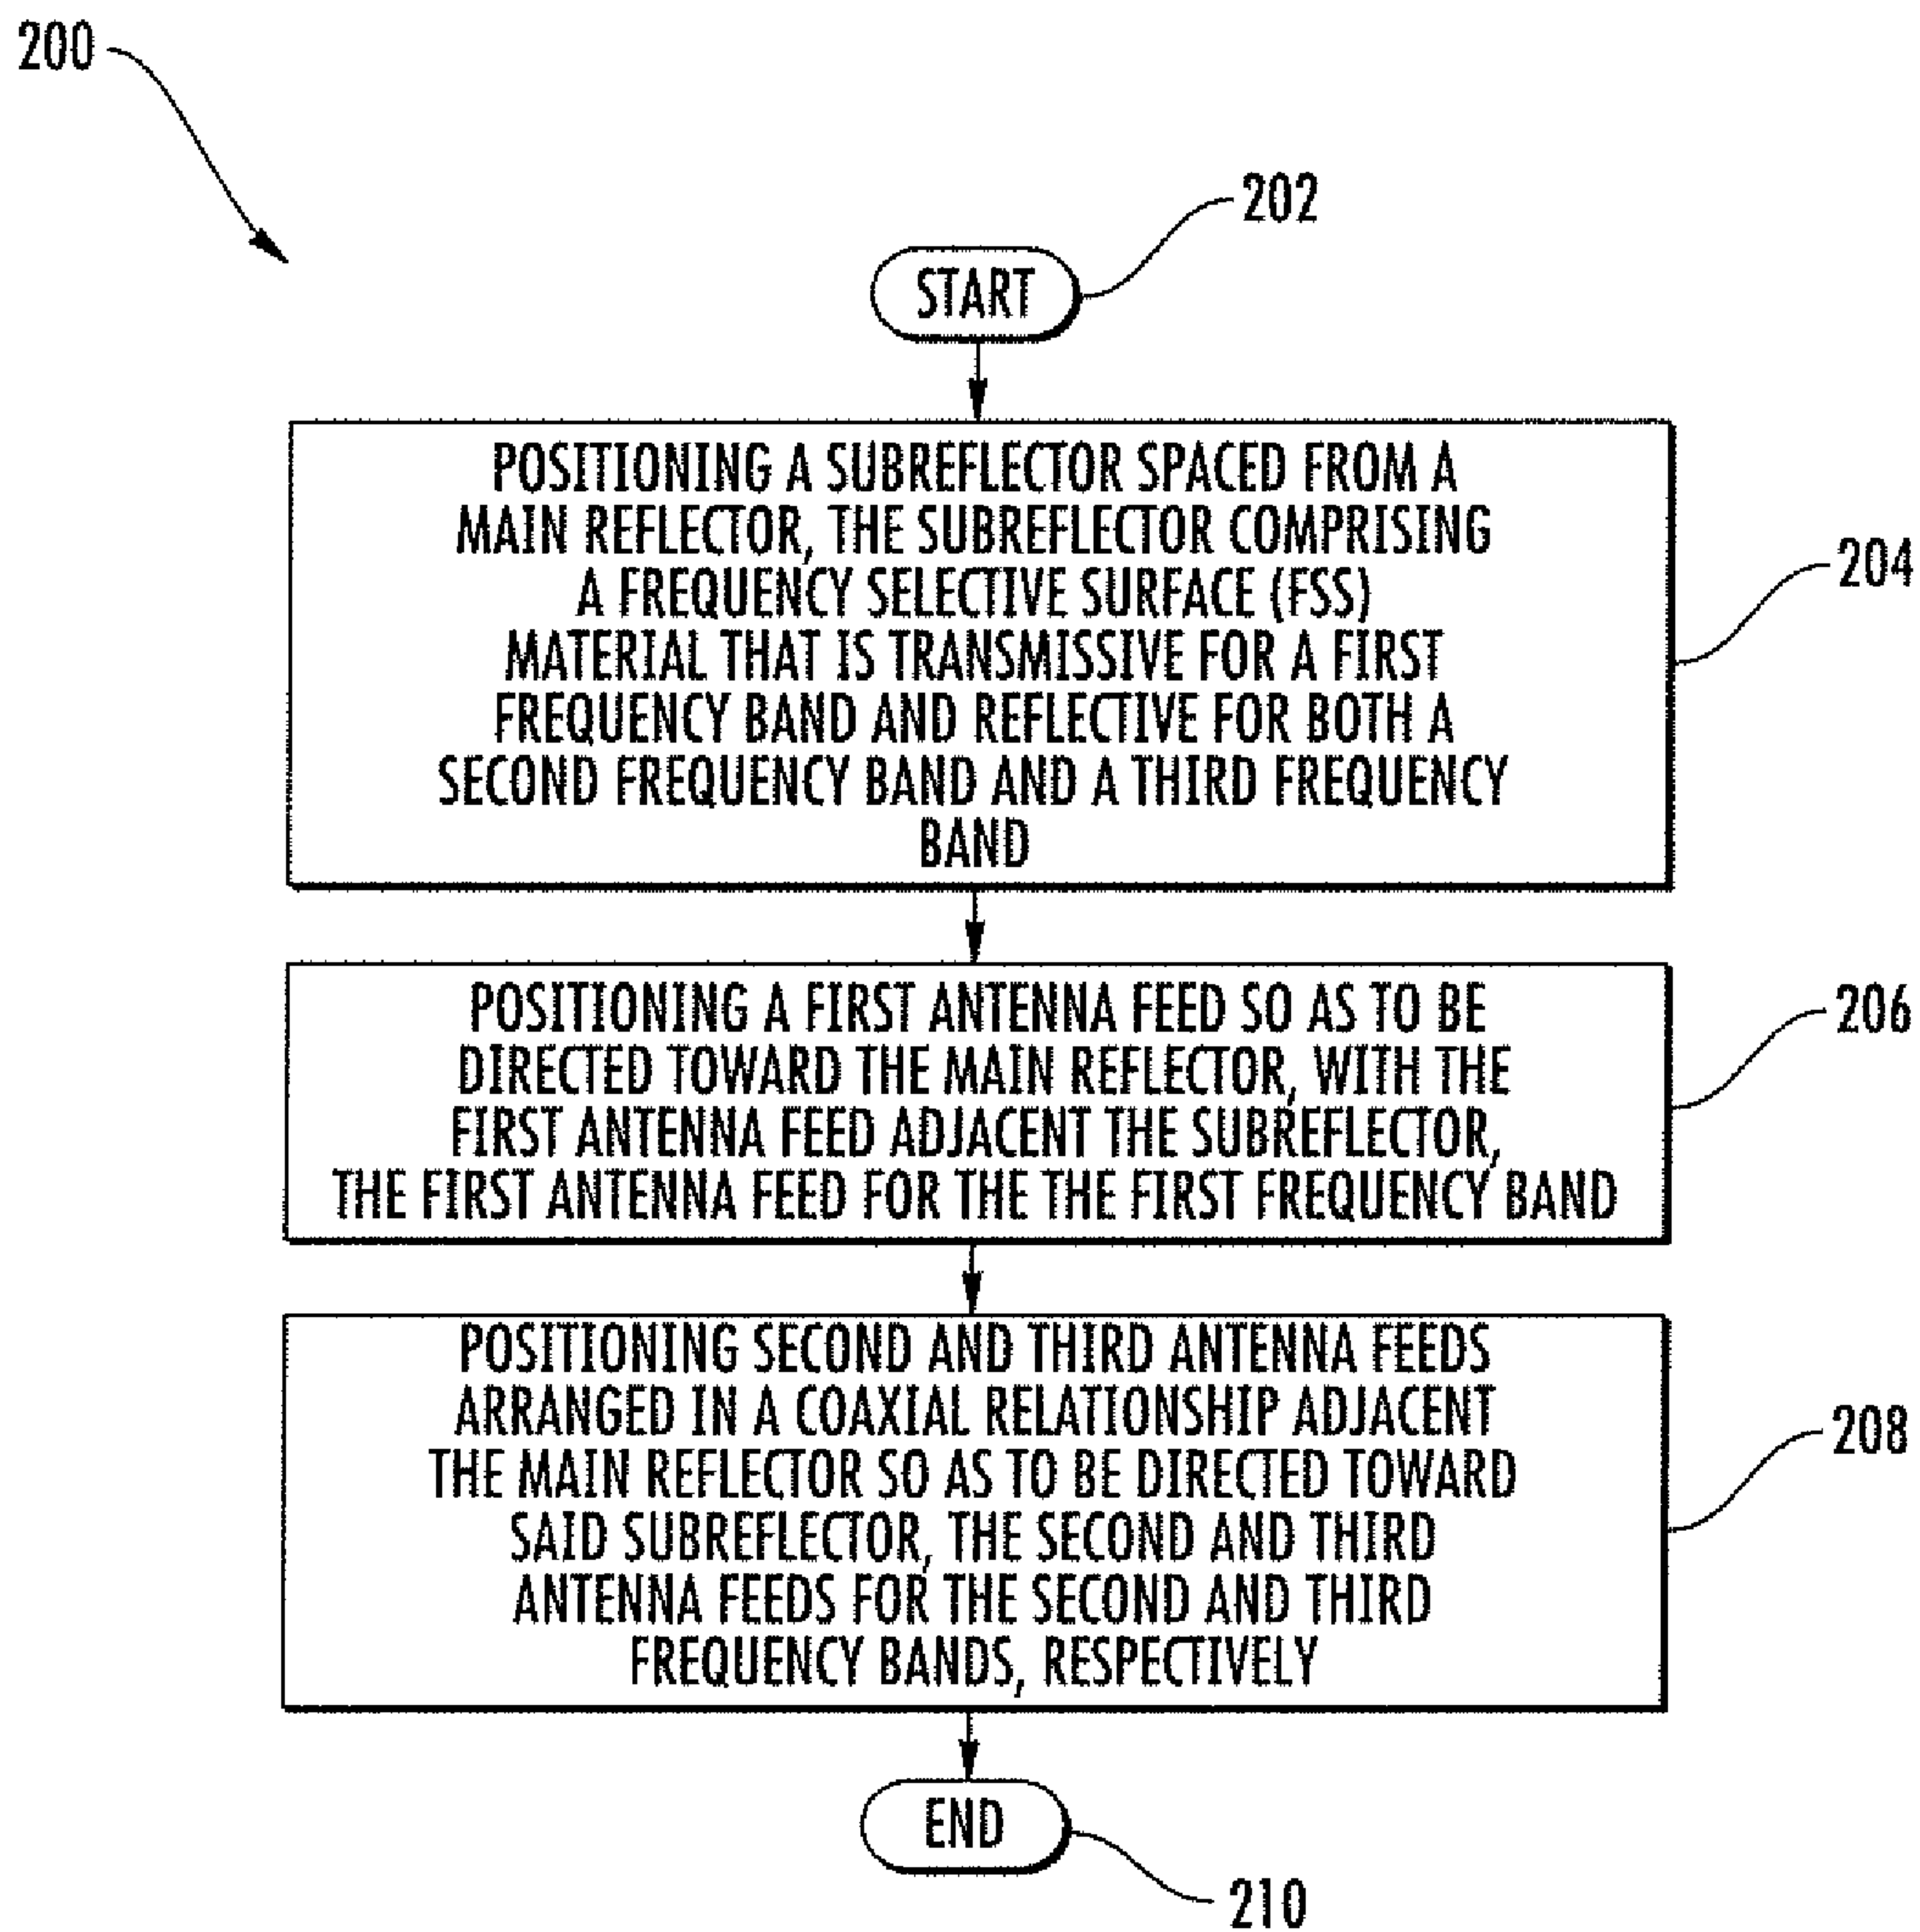 200
202
START
POSITIONING A SUBREFLECTOR SPACED FROM A
MAIN REFLECTOR, THE SUBREFLECTOR COMPRISING
A FREQUENCY SELECTIVE SURFACE (FSS)
MATERIAL THAT IS TRANSMISSIVE FOR A FIRST
FREQUENCY BAND AND REFLECTIVE FOR BOTH A
SECOND FREQUENCY BAND AND A THIRD FREQUENCY
BAND
204
POSITIONING A FIRST ANTENNA FEED SO AS TO BE
DIRECTED TOWARD THE MAIN REFLECTOR, WITH THE
FIRST ANTENNA FEED ADJACENT THE SUBREFLECTOR,
THE FIRST ANTENNA FEED FOR THE THE FIRST FREQUENCY BAND
206
POSITIONING SECOND AND THIRD ANTENNA FEEDS
ARRANGED IN A COAXIAL RELATIONSHIP ADJACENT
THE MAIN REFLECTOR SO AS TO BE DIRECTED TOWARD
SAID SUBREFLECTOR, THE SECOND AND THIRD
ANTENNA FEEDS FOR THE SECOND AND THIRD
FREQUENCY BANDS, RESPECTIVELY
208
END
210